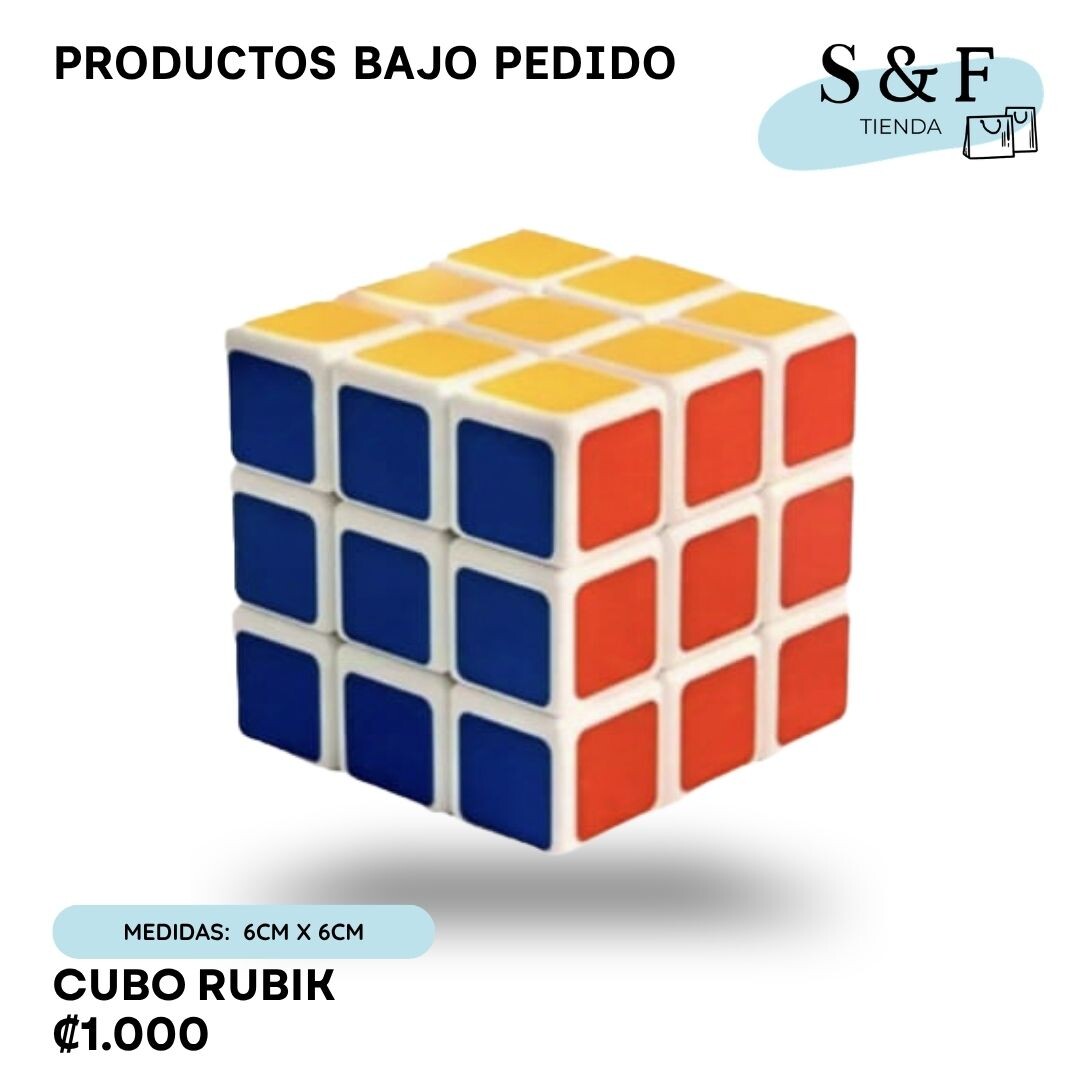 PRODUCTOS BAJO PEDIDO
S & F
TIENDA
MEDIDAS: 6CM X 6CM
CUBO RUBIK
₡1.000